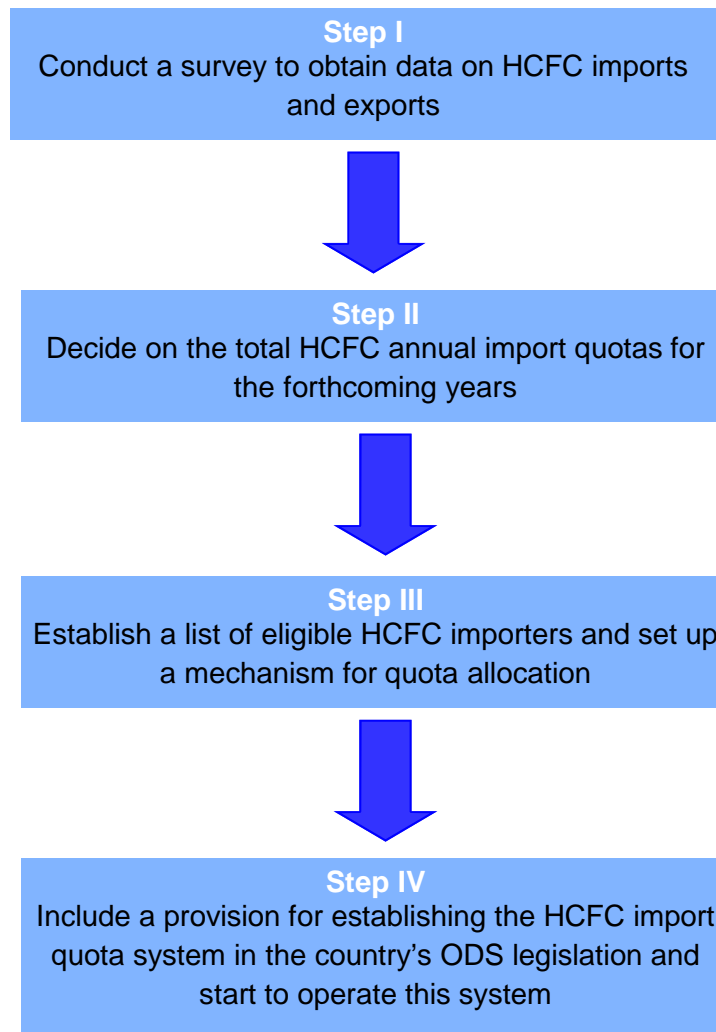 Step I
Conduct a survey to obtain data on HCFC imports
and exports
Step II
Decide on the total HCFC annual import quotas for
the forthcoming years
Step III
Establish a list of eligible HCFC importers and set up
a mechanism for quota allocation
Step IV
Include a provision for establishing the HCFC import
quota system in the country’s ODS legislation and
start to operate this system